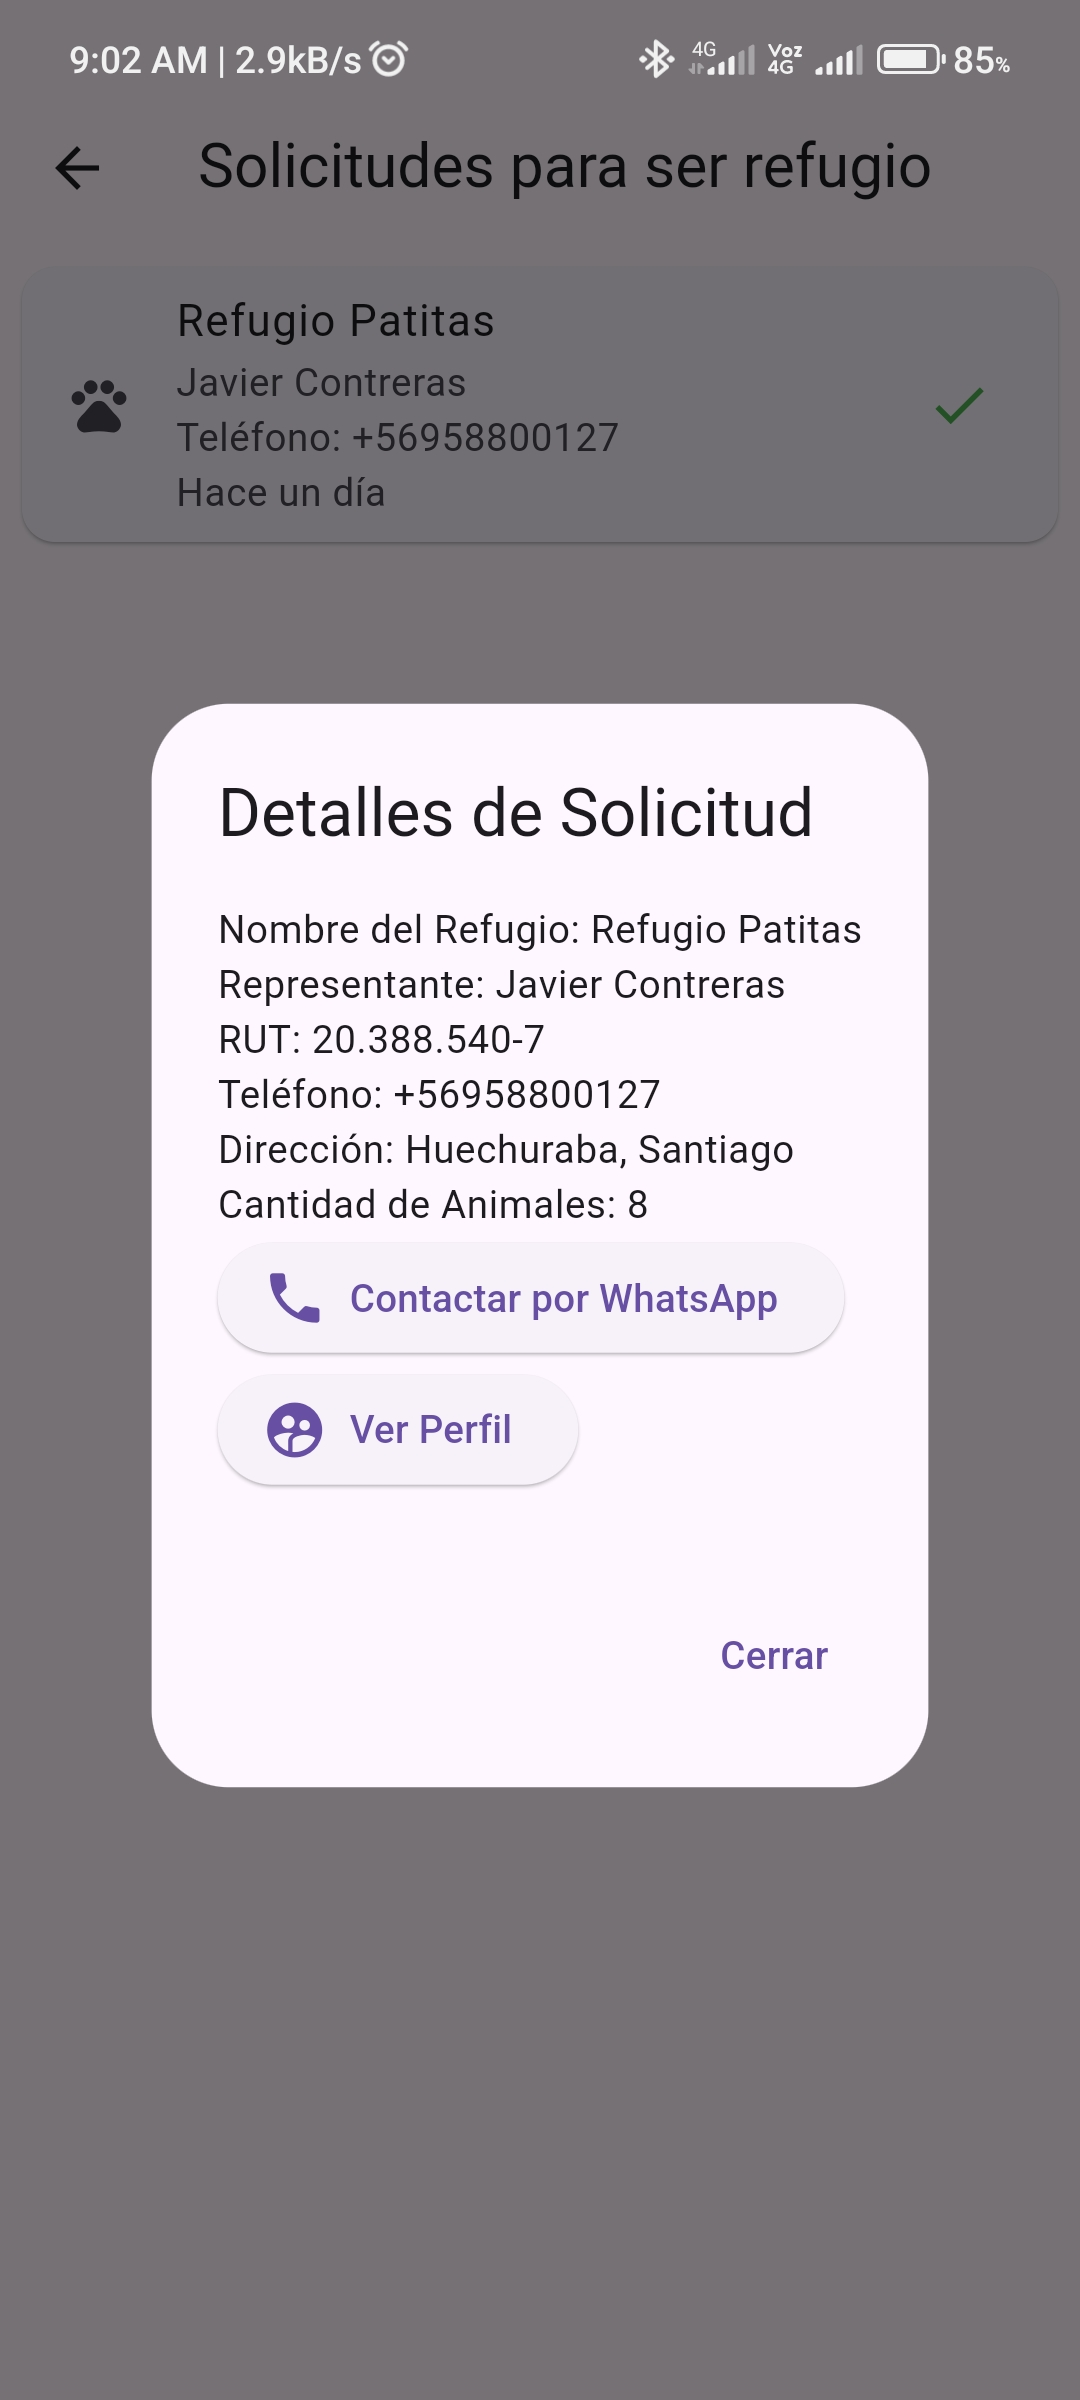 9:02 AM | 2.9kB/s 4G Voz 4G 85%
Solicitudes para ser refugio
Refugio Patitas
Javier Contreras
Teléfono: +56958800127
Hace un día
Detalles de Solicitud
Nombre del Refugio: Refugio Patitas
Representante: Javier Contreras
RUT: 20.388.540-7
Teléfono: +56958800127
Dirección: Huechuraba, Santiago
Cantidad de Animales: 8
Contactar por WhatsApp
Ver Perfil
Cerrar